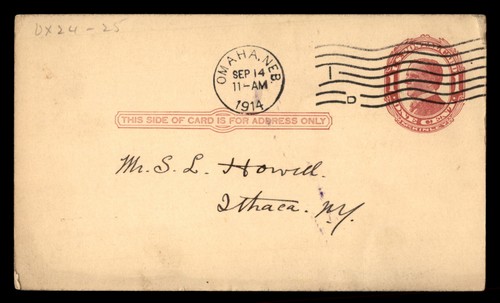 DX24-25
OMAHA, NEB.
SEP 14
11-AM
1914
1
D
THIS SIDE OF CARD IS FOR ADDRESS ONLY
Mr. S. L. Howell.
Ithaca. N.Y.